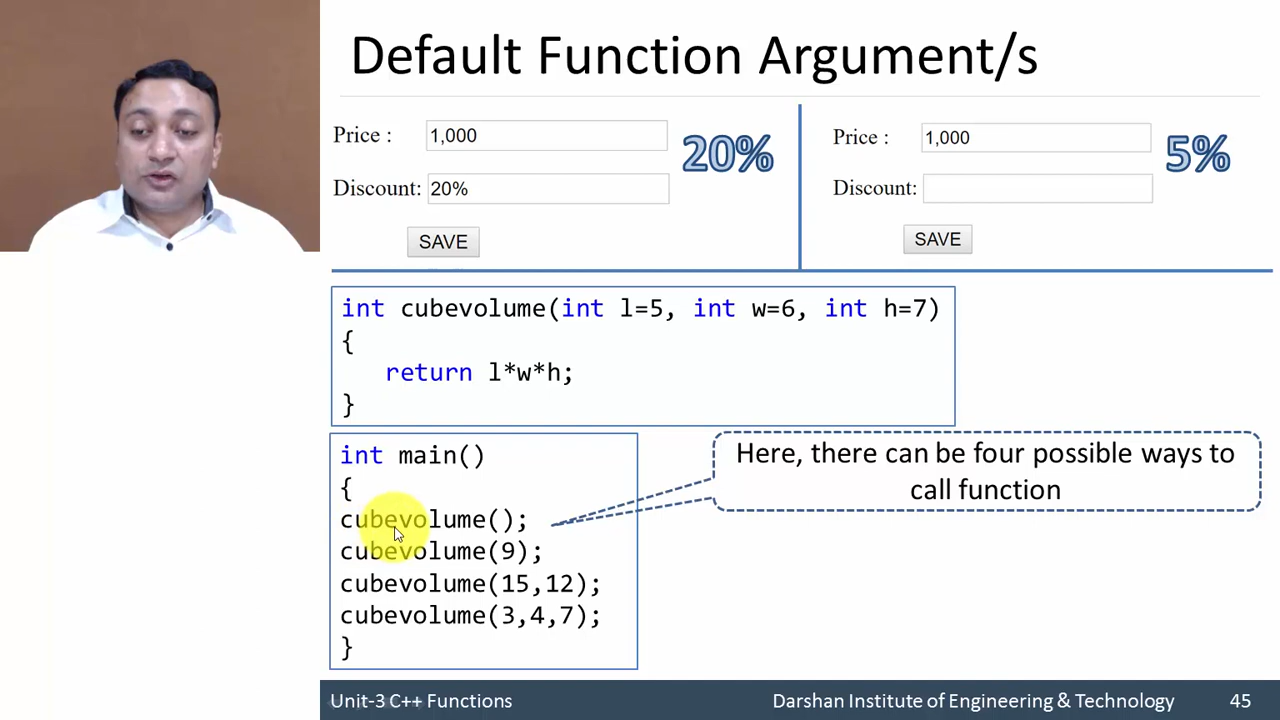 Default Function Argument/s
Price : 1,000
20%
Discount: 20%
SAVE
Price : 1,000
5%
Discount:
SAVE
int cubevolume(int l=5, int w=6, int h=7)
{
return l*w*h;
}
int main()
{
cubevolume();
cubevolume(9);
cubevolume(15,12);
cubevolume(3,4,7);
}
Here, there can be four possible ways to
call function
Unit-3 C++ Functions
Darshan Institute of Engineering & Technology
45